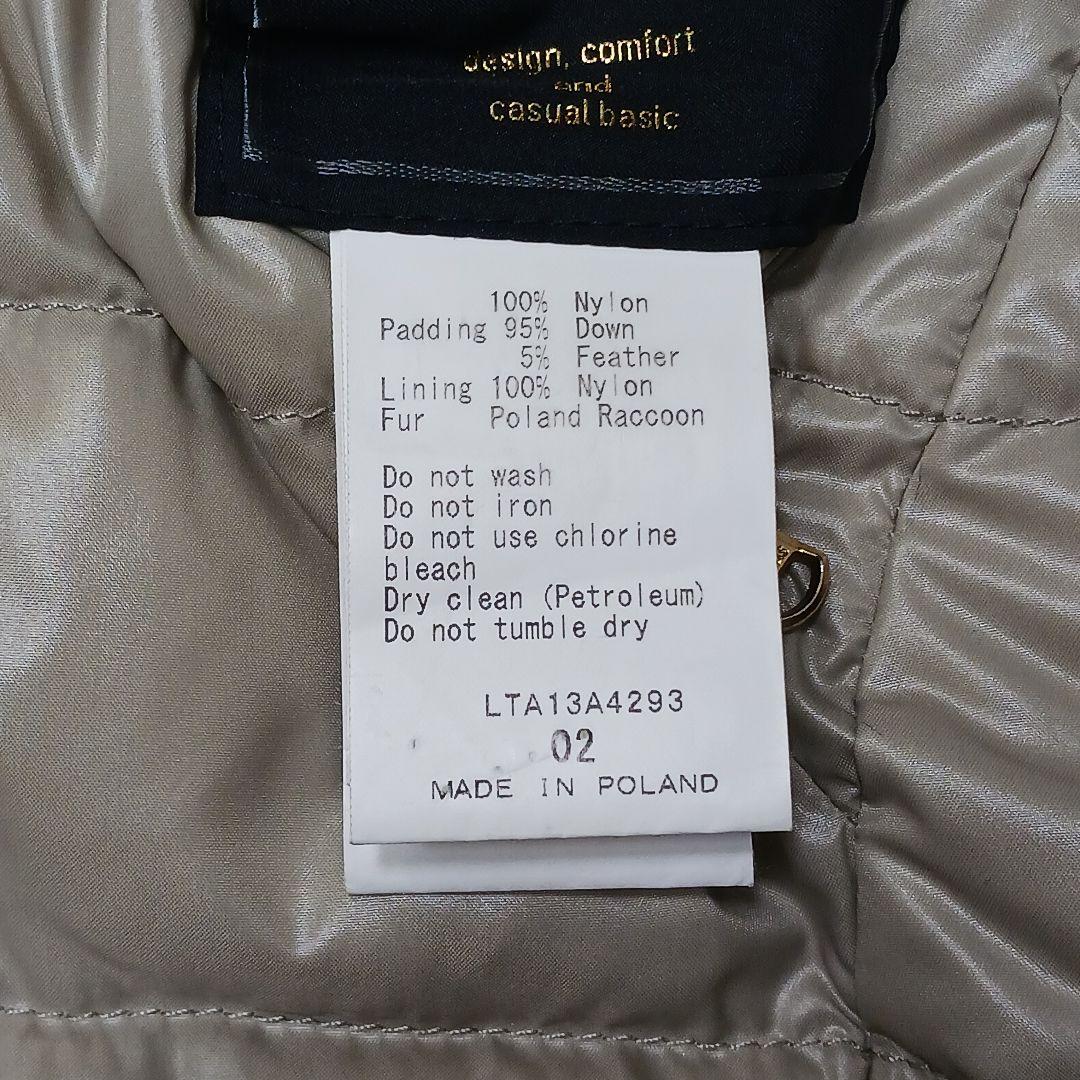 design, comfort
and
casual basic
100% Nylon
Padding 95% Down
5% Feather
Lining 100% Nylon
Fur Poland Raccoon
Do not wash
Do not iron
Do not use chlorine
bleach
Dry clean (Petroleum)
Do not tumble dry
LTA13A4293
02
MADE IN POLAND